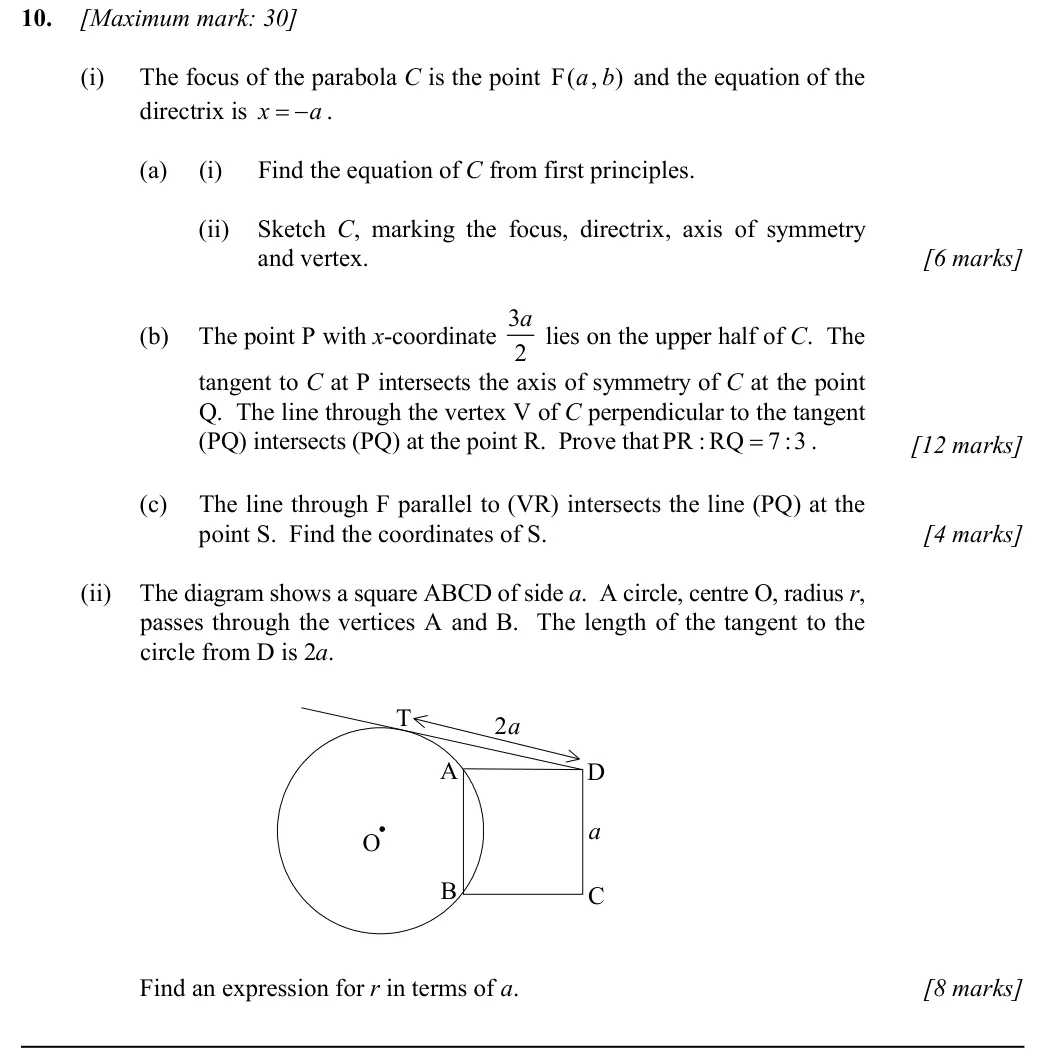 10. [Maximum mark: 30]
(i) The focus of the parabola C is the point F(a, b) and the equation of the
directrix is x = −a .
(a) (i) Find the equation of C from first principles.
(ii) Sketch C, marking the focus, directrix, axis of symmetry
and vertex. [6 marks]
(b) The point P with x-coordinate 3a/2 lies on the upper half of C. The
tangent to C at P intersects the axis of symmetry of C at the point
Q. The line through the vertex V of C perpendicular to the tangent
(PQ) intersects (PQ) at the point R. Prove that PR : RQ = 7 : 3 . [12 marks]
(c) The line through F parallel to (VR) intersects the line (PQ) at the
point S. Find the coordinates of S. [4 marks]
(ii) The diagram shows a square ABCD of side a. A circle, centre O, radius r,
passes through the vertices A and B. The length of the tangent to the
circle from D is 2a.
T
2a
A
D
O
a
B
C
Find an expression for r in terms of a. [8 marks]